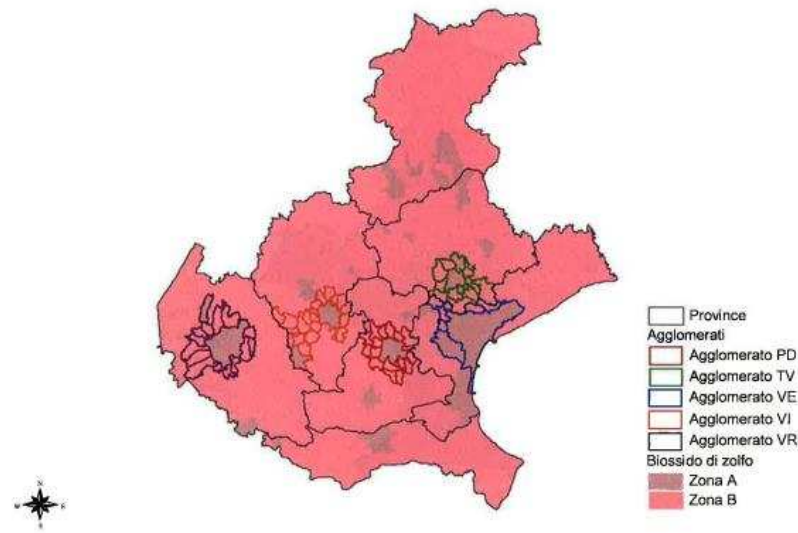 Province
Agglomerati
Agglomerato PD
Agglomerato TV
Agglomerato VE
Agglomerato VI
Agglomerato VR
Biossido di zolfo
Zona A
Zona B
N
W
S